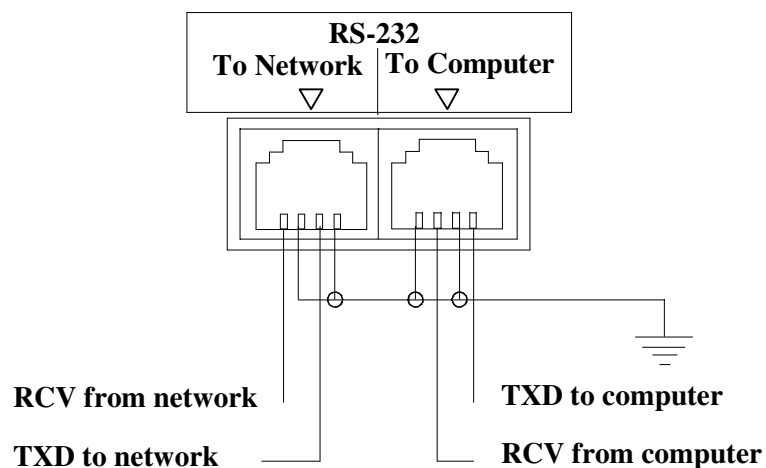 RS-232
To Network To Computer
RCV from network
TXD to computer
TXD to network
RCV from computer